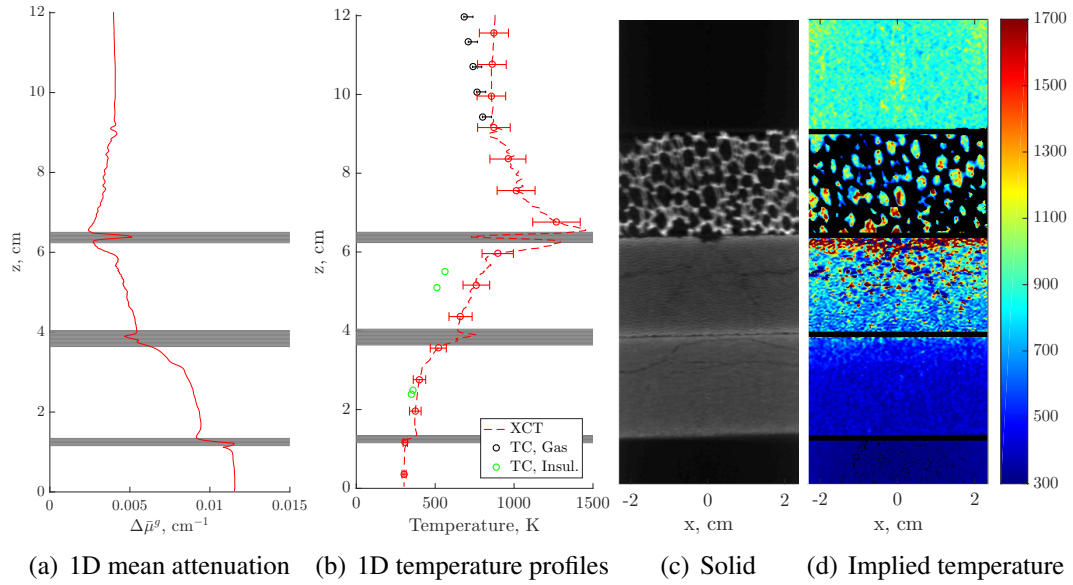 12
10
8
6
4
2
0
z, cm
0
0.005
0.01
0.015
Δμ̄ᵍ, cm⁻¹
(a) 1D mean attenuation
12
10
8
6
4
2
0
z, cm
0
500
1000
1500
Temperature, K
XCT
TC, Gas
TC, Insul.
(b) 1D temperature profiles
-2
0
2
x, cm
(c) Solid
-2
0
2
x, cm
(d) Implied temperature
1700
1500
1300
1100
900
700
500
300